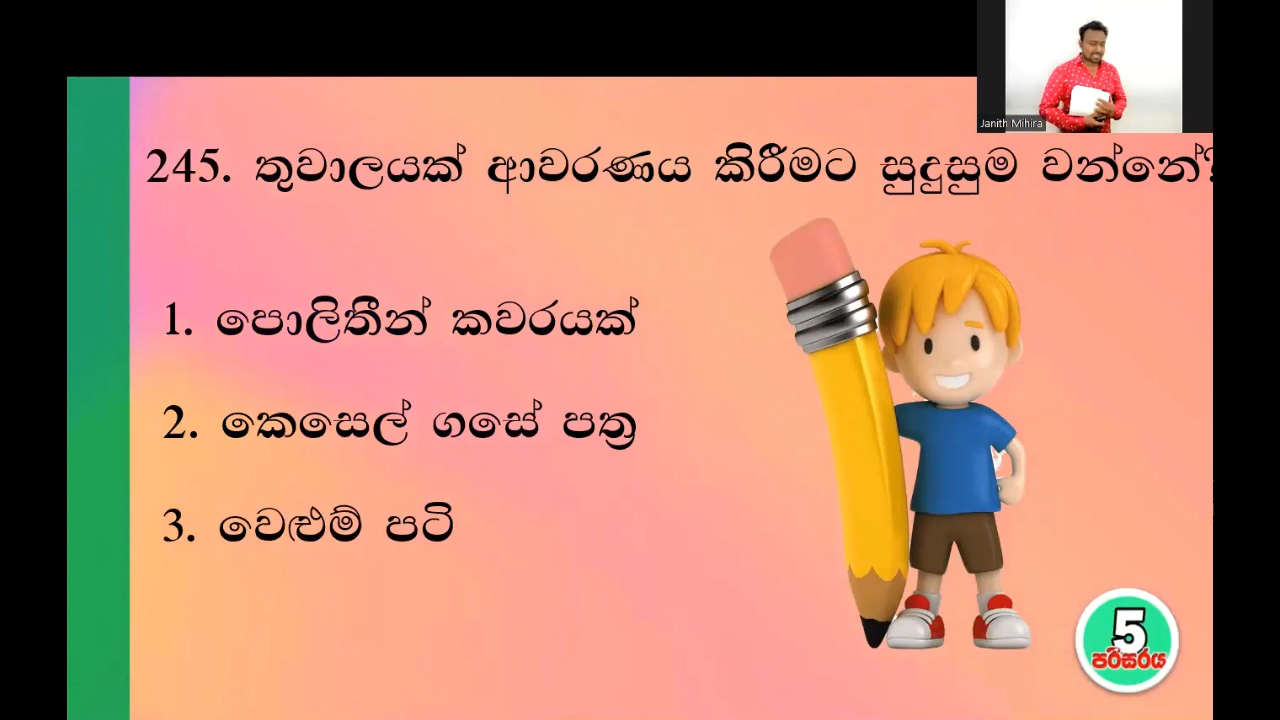 Janith Mihira
245. තුවාලයක් ආවරණය කිරීමට සුදුසුම වන්නේ?
1. පොලිතීන් කවරයක්
2. කෙසෙල් ගසේ පත්‍ර
3. වෙළුම් පටි
5
පරිසරය